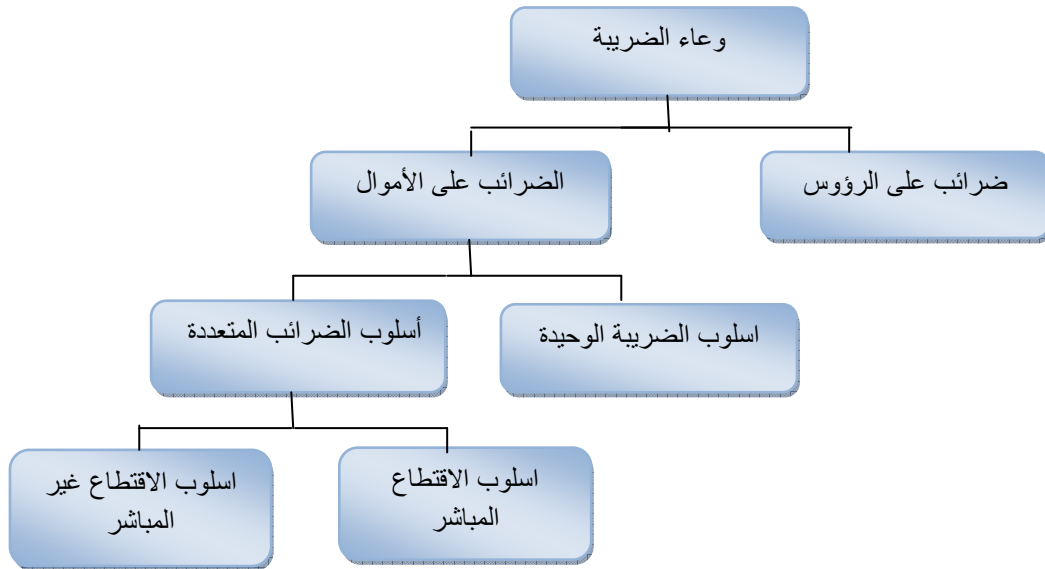 وعاء الضريبة
ضرائب على الرؤوس
الضرائب على الأموال
اسلوب الضريبة الوحيدة
أسلوب الضرائب المتعددة
اسلوب الاقتطاع
المباشر
اسلوب الاقتطاع غير
المباشر